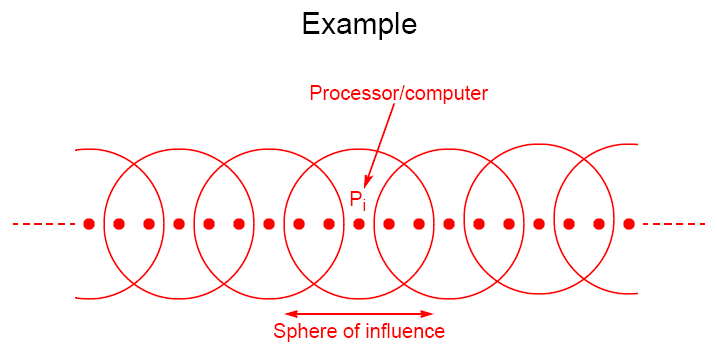 Example
Processor/computer
Pi
Sphere of influence